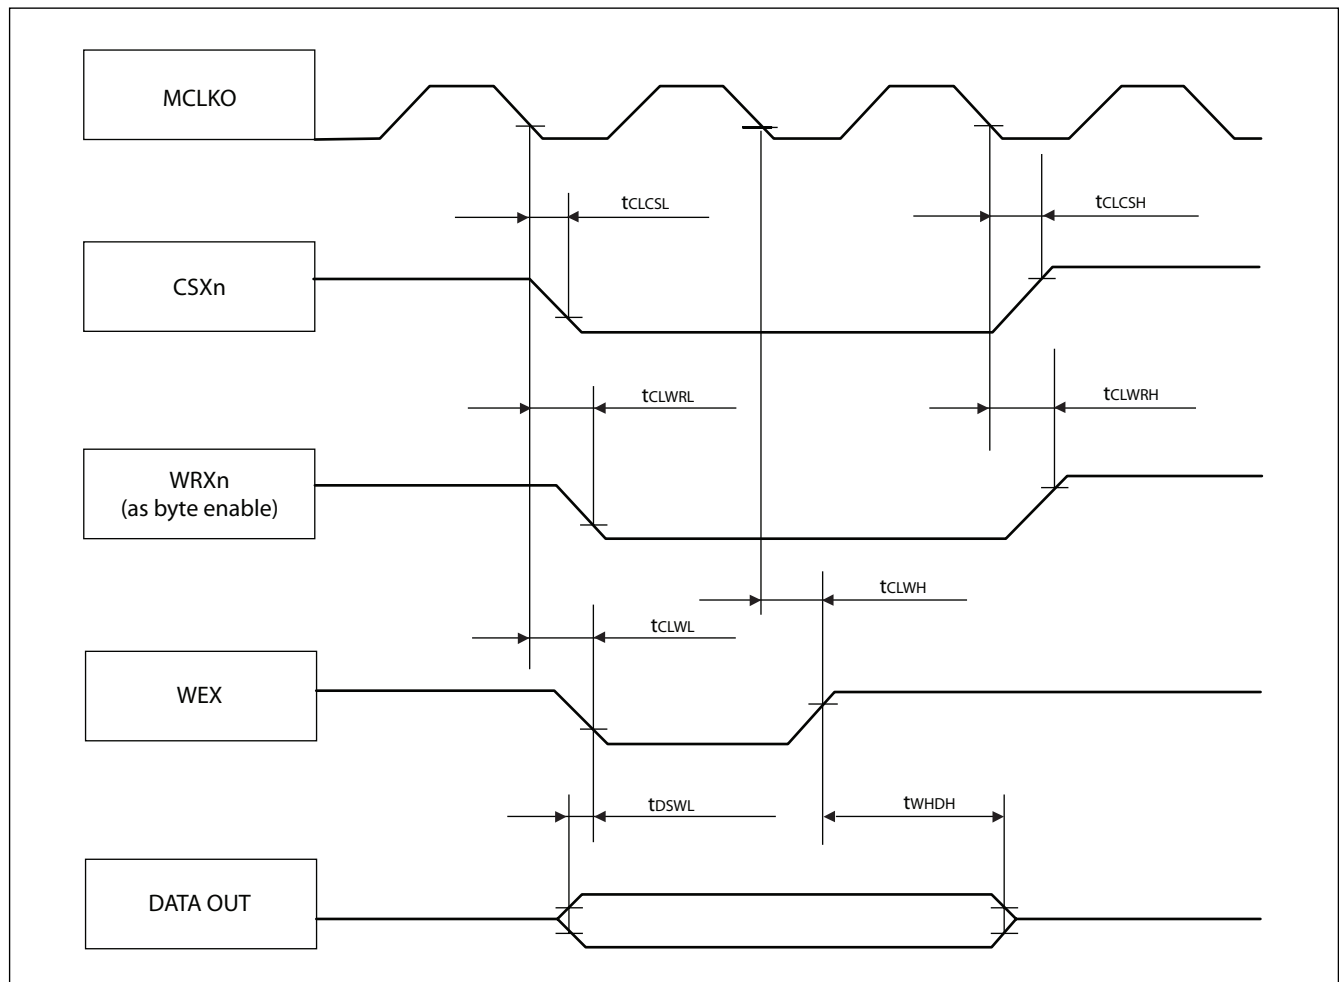 MCLKO
tCLCSL
tCLCSH
CSXn
tCLWRL
tCLWRH
WRXn
(as byte enable)
tCLWH
tCLWL
WEX
tDSWL
tWHDH
DATA OUT